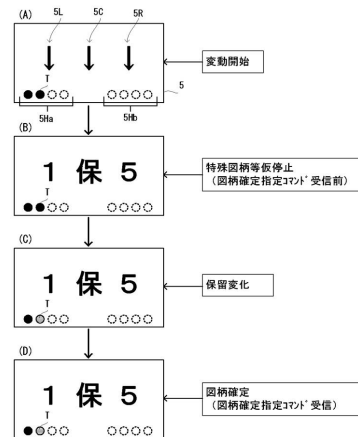 (A)
5L
5C
5R
T
変動開始
5
5Ha
5Hb
(B)
1 保 5
T
特殊図柄等仮停止
(図柄確定指定ｺﾏﾝﾄﾞ受信前)
(C)
1 保 5
T
保留変化
(D)
1 保 5
T
図柄確定
(図柄確定指定ｺﾏﾝﾄﾞ受信)